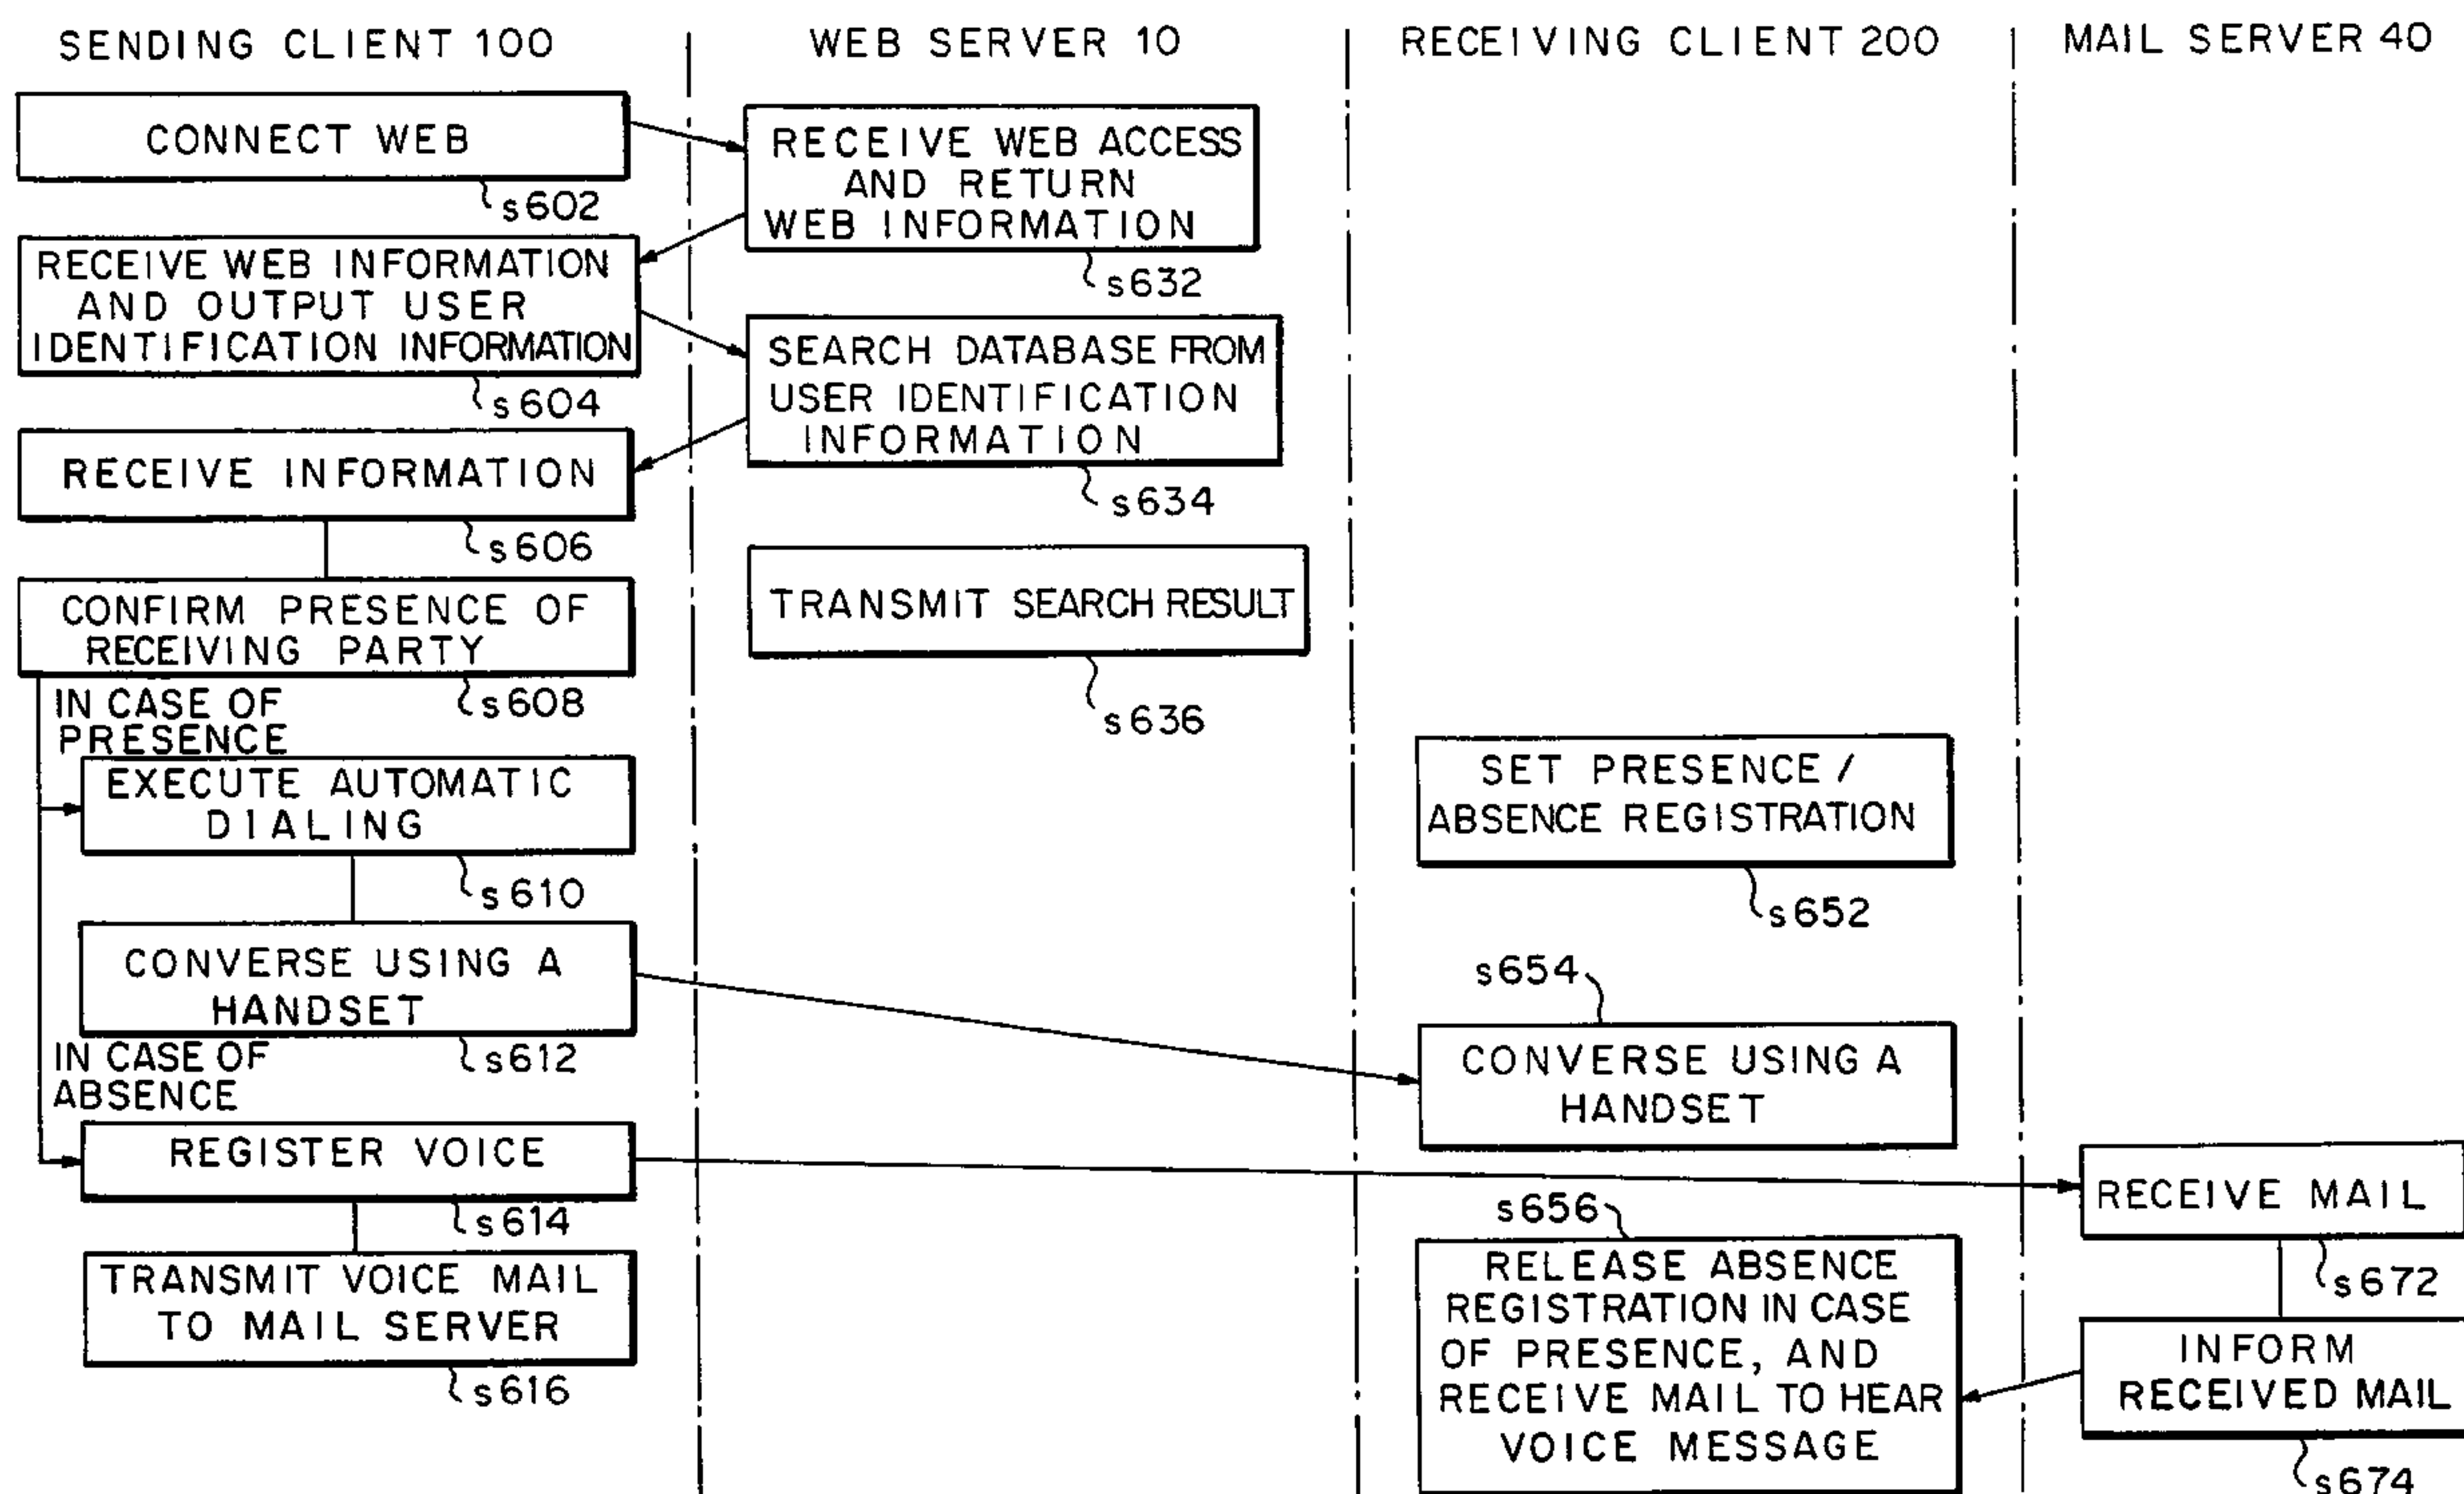 SENDING CLIENT 100
WEB SERVER 10
RECEIVING CLIENT 200
MAIL SERVER 40
CONNECT WEB
s602
RECEIVE WEB ACCESS
AND RETURN
WEB INFORMATION
s632
RECEIVE WEB INFORMATION
AND OUTPUT USER
IDENTIFICATION INFORMATION
s604
SEARCH DATABASE FROM
USER IDENTIFICATION
INFORMATION
s634
RECEIVE INFORMATION
s606
TRANSMIT SEARCH RESULT
s636
CONFIRM PRESENCE OF
RECEIVING PARTY
s608
IN CASE OF
PRESENCE
EXECUTE AUTOMATIC
DIALING
s610
SET PRESENCE /
ABSENCE REGISTRATION
s652
CONVERSE USING A
HANDSET
s612
s654
CONVERSE USING A
HANDSET
IN CASE OF
ABSENCE
REGISTER VOICE
s614
RECEIVE MAIL
s672
TRANSMIT VOICE MAIL
TO MAIL SERVER
s616
s656
RELEASE ABSENCE
REGISTRATION IN CASE
OF PRESENCE, AND
RECEIVE MAIL TO HEAR
VOICE MESSAGE
INFORM
RECEIVED MAIL
s674